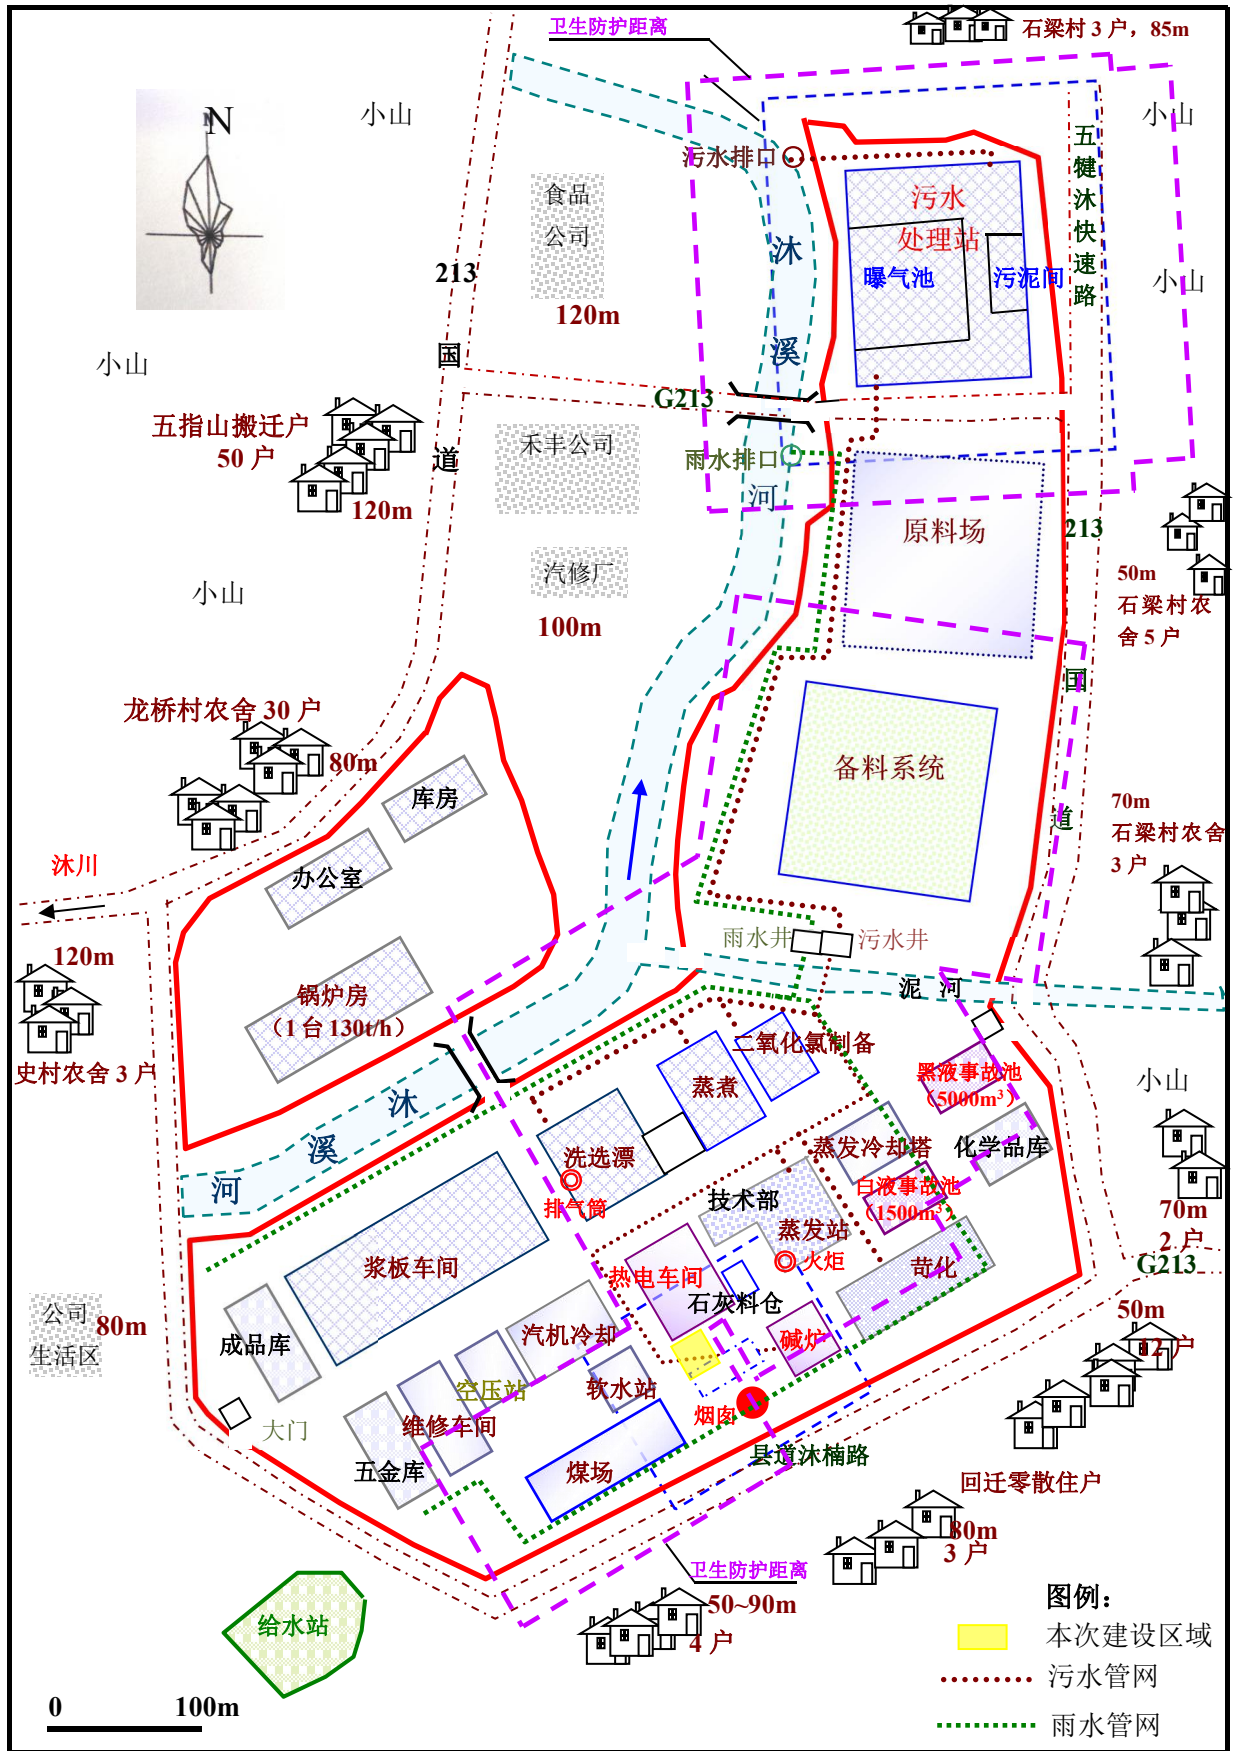 卫生防护距离
石梁村 3 户，85m
N
小山
小山
五犍沐快速路
污水排口
食品
公司
120m
污水
处理站
曝气池
污泥间
沐
溪
河
213
国
道
小山
小山
G213
五指山搬迁户
50 户
120m
禾丰公司
雨水排口
原料场
213
国
道
汽修厂
100m
小山
50m
石梁村农
舍 5 户
龙桥村农舍 30 户
80m
库房
备料系统
70m
石梁村农舍
3 户
沐川
办公室
雨水井
污水井
120m
锅炉房
（1 台 130t/h）
泥 河
史村农舍 3 户
二氧化氯制备
蒸煮
黑液事故池
（5000m³）
小山
沐
溪
河
洗选漂
蒸发冷却塔
化学品库
排气筒
技术部
白液事故池
（1500m³）
70m
2 户
蒸发站
火炬
苛化
G213
浆板车间
热电车间
石灰料仓
公司
生活区
80m
成品库
汽机冷却
碱炉
50m
12 户
空压站
软水站
烟囱
大门
维修车间
五金库
煤场
县道沐楠路
回迁零散住户
80m
3 户
卫生防护距离
50~90m
4 户
给水站
图例：
本次建设区域
污水管网
雨水管网
0
100m